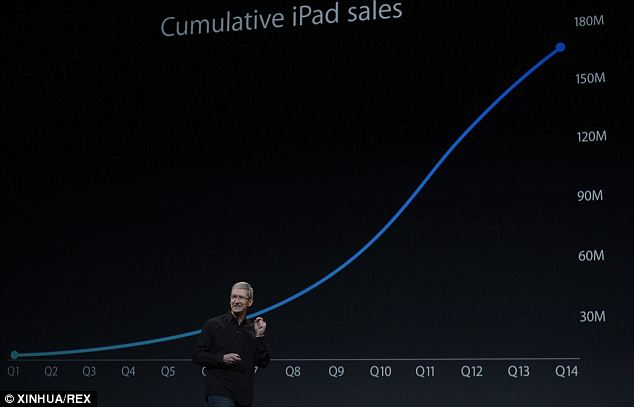 Cumulative iPad sales
180M
150M
120M
90M
60M
30M
Q1 Q2 Q3 Q4 Q5 7 Q8 Q9 Q10 Q11 Q12 Q13 Q14
© XINHUA/REX